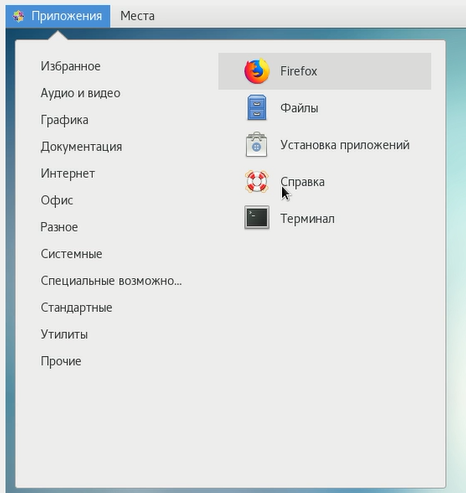 Приложения Места
Избранное
Аудио и видео
Графика
Документация
Интернет
Офис
Разное
Системные
Специальные возможно...
Стандартные
Утилиты
Прочие
Firefox
Файлы
Установка приложений
Справка
Терминал